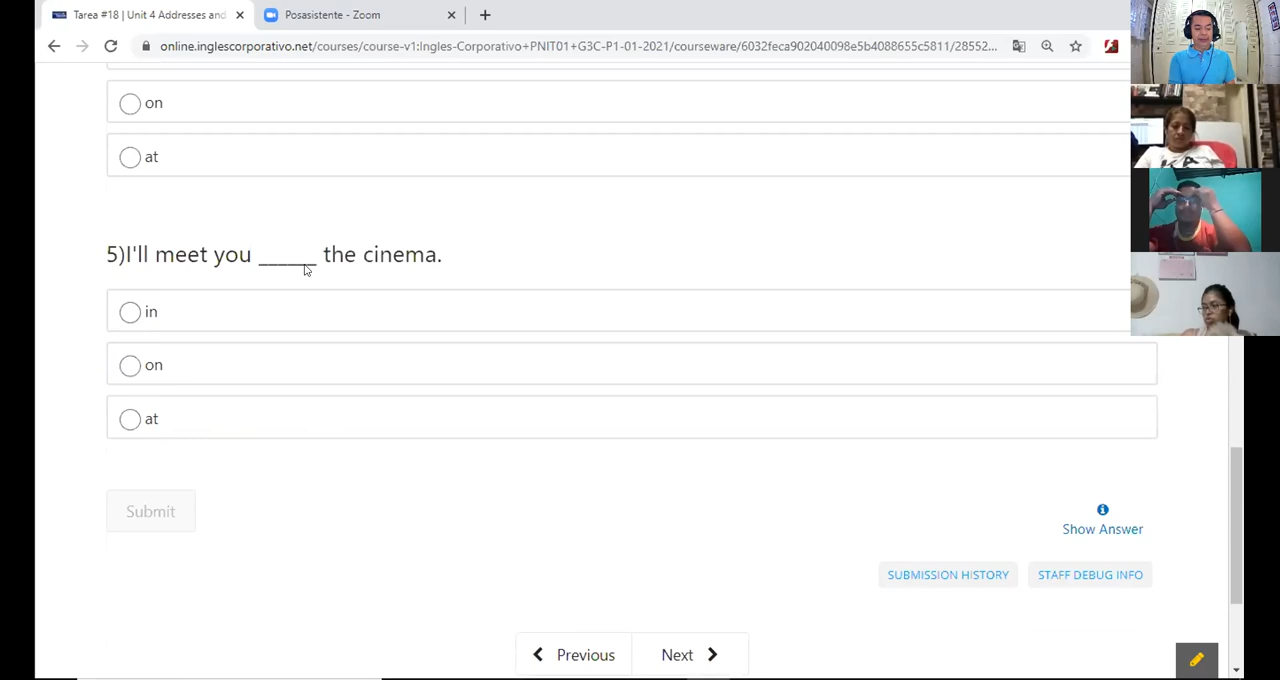 Tarea #18 | Unit 4 Addresses and
Posasistente - Zoom
online.inglescorporativo.net/courses/course-v1:Ingles-Corporativo+PNIT01+G3C-P1-01-2021/courseware/6032feca902040098e5b4088655c5811/28552...
on
at
5)I'll meet you ______ the cinema.
in
on
at
Submit
Show Answer
SUBMISSION HISTORY
STAFF DEBUG INFO
Previous
Next